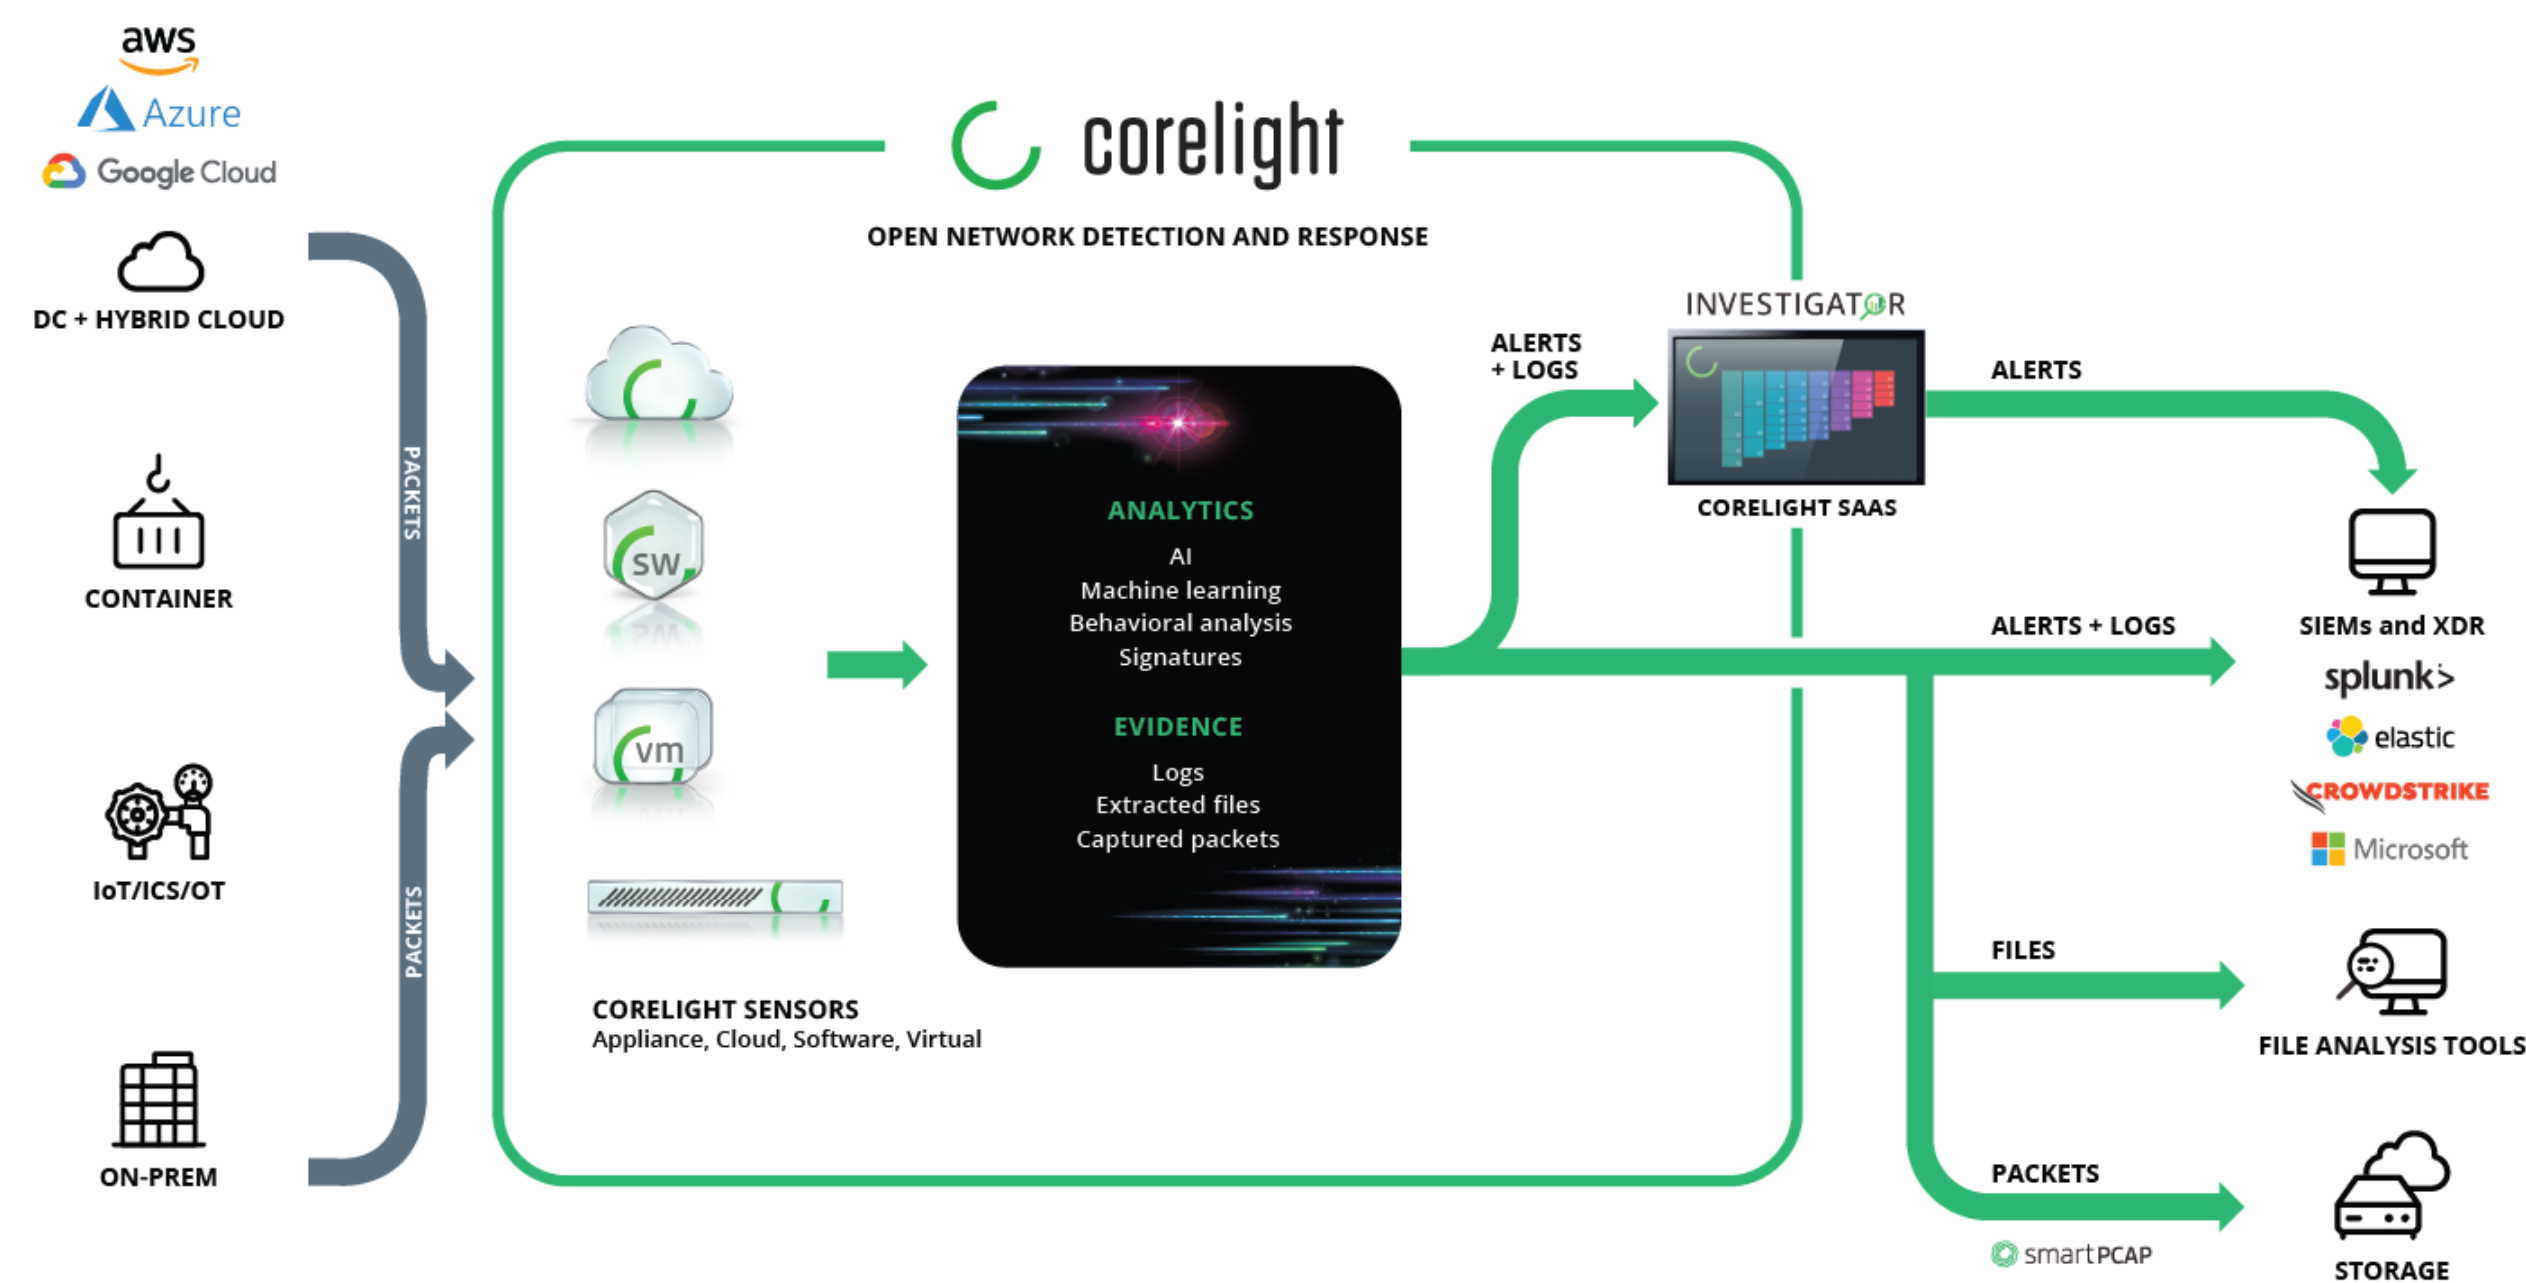 aws
Azure
Google Cloud
DC + HYBRID CLOUD
CONTAINER
IoT/ICS/OT
ON-PREM
PACKETS
PACKETS
corelight
OPEN NETWORK DETECTION AND RESPONSE
sw
vm
CORELIGHT SENSORS
Appliance, Cloud, Software, Virtual
ANALYTICS
AI
Machine learning
Behavioral analysis
Signatures
EVIDENCE
Logs
Extracted files
Captured packets
ALERTS
+ LOGS
INVESTIGATOR
CORELIGHT SAAS
ALERTS
ALERTS + LOGS
SIEMs and XDR
splunk>
elastic
CROWDSTRIKE
Microsoft
FILES
FILE ANALYSIS TOOLS
PACKETS
smartPCAP
STORAGE